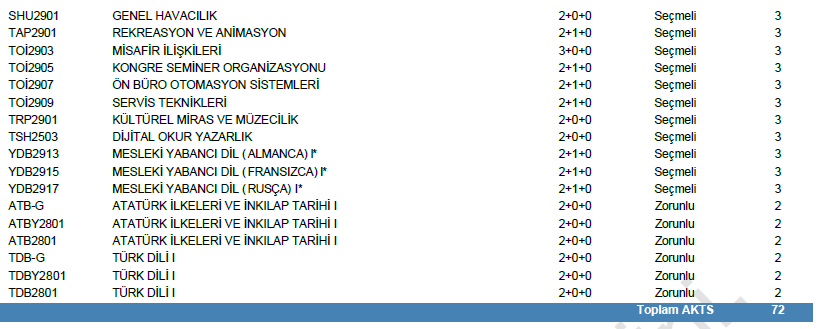 SHU2901 GENEL HAVACILIK 2+0+0 Seçmeli 3
TAP2901 REKREASYON VE ANİMASYON 2+1+0 Seçmeli 3
TOİ2903 MİSAFİR İLİŞKİLERİ 3+0+0 Seçmeli 3
TOİ2905 KONGRE SEMİNER ORGANİZASYONU 2+1+0 Seçmeli 3
TOİ2907 ÖN BÜRO OTOMASYON SİSTEMLERİ 2+1+0 Seçmeli 3
TOİ2909 SERVİS TEKNİKLERİ 2+1+0 Seçmeli 3
TRP2901 KÜLTÜREL MİRAS VE MÜZECİLİK 2+0+0 Seçmeli 3
TSH2503 DİJİTAL OKUR YAZARLIK 2+0+0 Seçmeli 3
YDB2913 MESLEKİ YABANCI DİL ( ALMANCA) I* 2+1+0 Seçmeli 3
YDB2915 MESLEKİ YABANCI DİL ( FRANSIZCA) I* 2+1+0 Seçmeli 3
YDB2917 MESLEKİ YABANCI DİL ( RUSÇA) I* 2+1+0 Seçmeli 3
ATB-G ATATÜRK İLKELERİ VE İNKILAP TARİHİ I 2+0+0 Zorunlu 2
ATBY2801 ATATÜRK İLKELERİ VE İNKILAP TARİHİ I 2+0+0 Zorunlu 2
ATB2801 ATATÜRK İLKELERİ VE İNKILAP TARİHİ I 2+0+0 Zorunlu 2
TDB-G TÜRK DİLİ I 2+0+0 Zorunlu 2
TDBY2801 TÜRK DİLİ I 2+0+0 Zorunlu 2
TDB2801 TÜRK DİLİ I 2+0+0 Zorunlu 2
Toplam AKTS 72